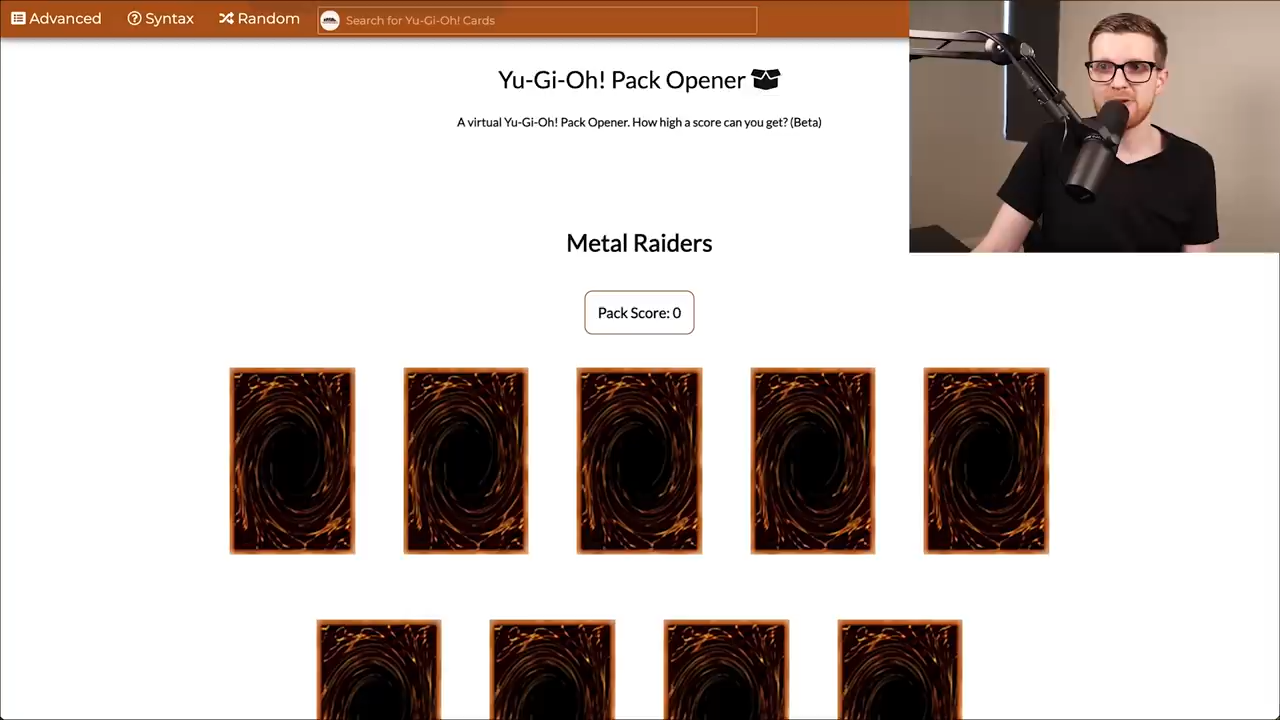 Advanced
Syntax
Random
Search for Yu-Gi-Oh! Cards
Yu-Gi-Oh! Pack Opener
A virtual Yu-Gi-Oh! Pack Opener. How high a score can you get? (Beta)
Metal Raiders
Pack Score: 0